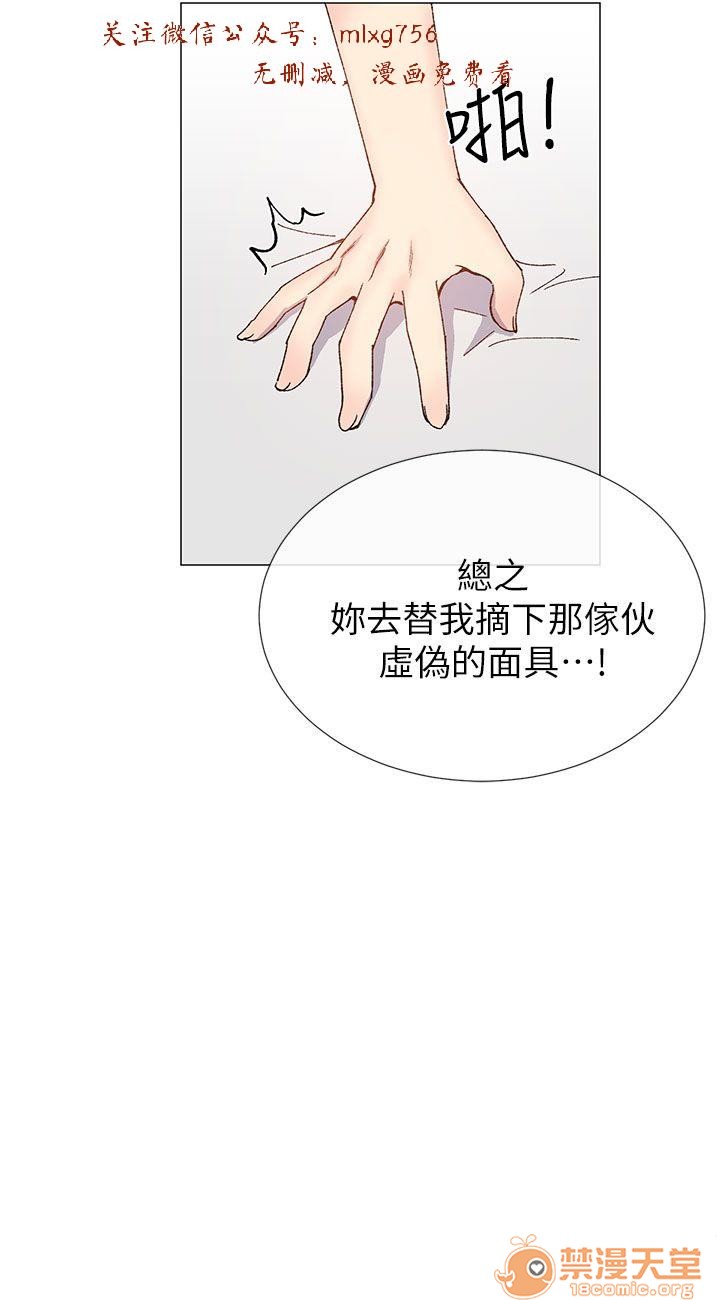 关注微信公众号：mlxg756
无删减，漫画免费看
啪！
總之
妳去替我摘下那傢伙
虛偽的面具…！
禁漫天堂
18comic.org